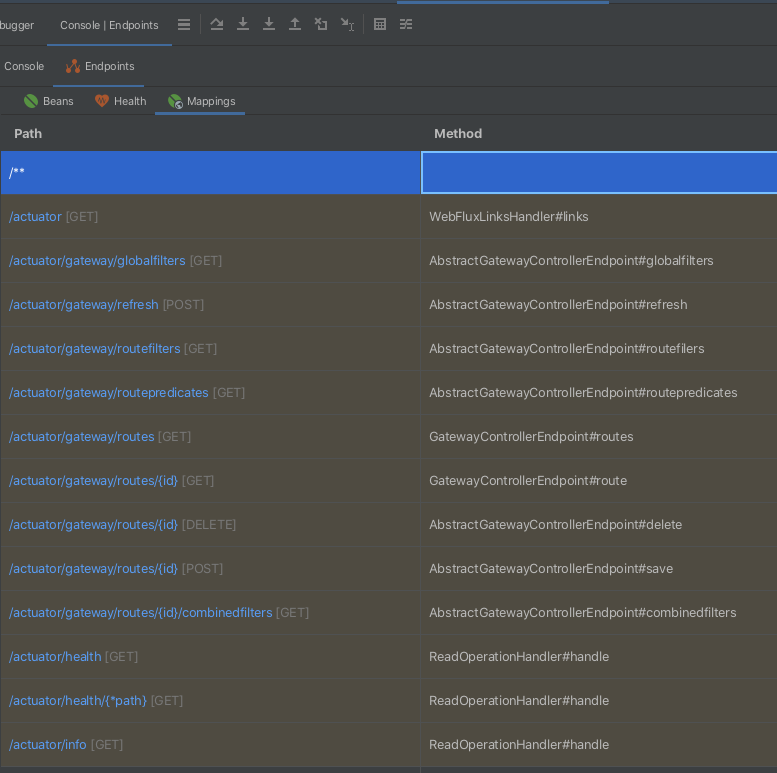 bugger Console | Endpoints
Console Endpoints
Beans Health Mappings
Path Method
/**
/actuator [GET] WebFluxLinksHandler#links
/actuator/gateway/globalfilters [GET] AbstractGatewayControllerEndpoint#globalfilters
/actuator/gateway/refresh [POST] AbstractGatewayControllerEndpoint#refresh
/actuator/gateway/routefilters [GET] AbstractGatewayControllerEndpoint#routefilers
/actuator/gateway/routepredicates [GET] AbstractGatewayControllerEndpoint#routepredicates
/actuator/gateway/routes [GET] GatewayControllerEndpoint#routes
/actuator/gateway/routes/{id} [GET] GatewayControllerEndpoint#route
/actuator/gateway/routes/{id} [DELETE] AbstractGatewayControllerEndpoint#delete
/actuator/gateway/routes/{id} [POST] AbstractGatewayControllerEndpoint#save
/actuator/gateway/routes/{id}/combinedfilters [GET] AbstractGatewayControllerEndpoint#combinedfilters
/actuator/health [GET] ReadOperationHandler#handle
/actuator/health/{*path} [GET] ReadOperationHandler#handle
/actuator/info [GET] ReadOperationHandler#handle